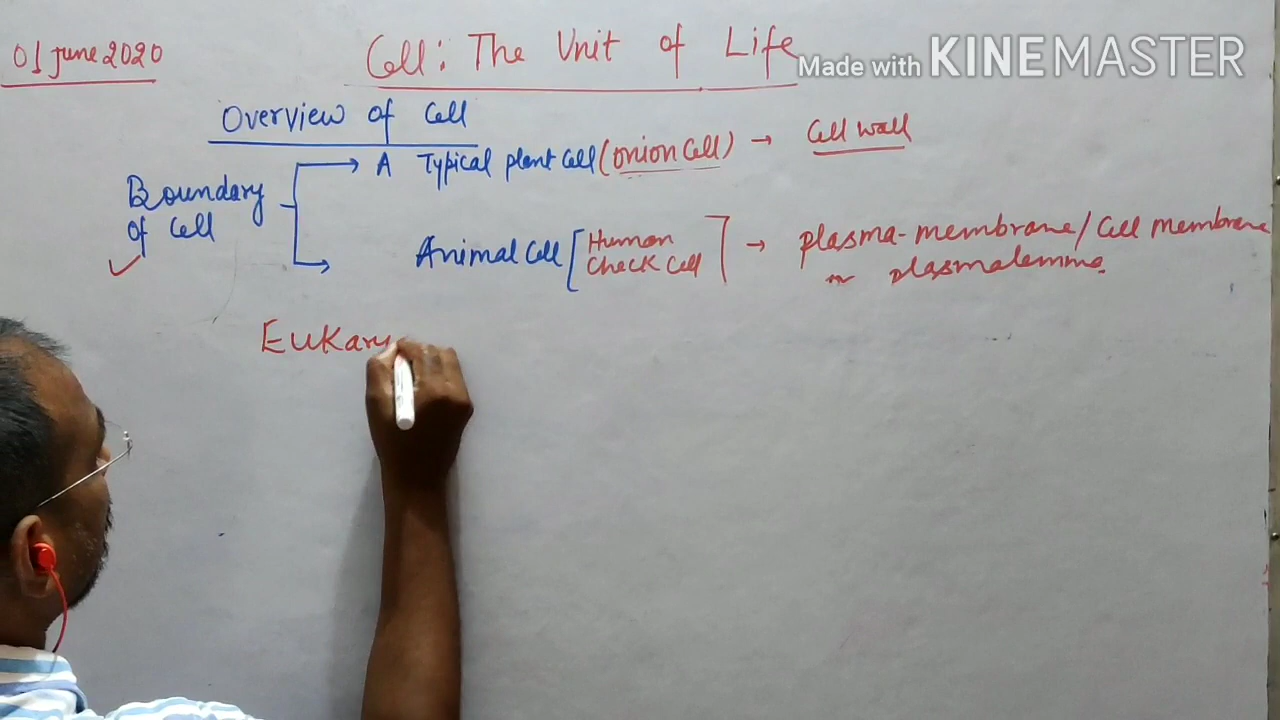 01 June 2020
Cell: The Unit of Life
Made with KINEMASTER
Overview of Cell
Boundary of Cell
A Typical plant Cell (Onion Cell) → Cell wall
Animal Cell [Human Check Cell] → plasma-membrane/Cell membrane
or plasmalemma
Eukary